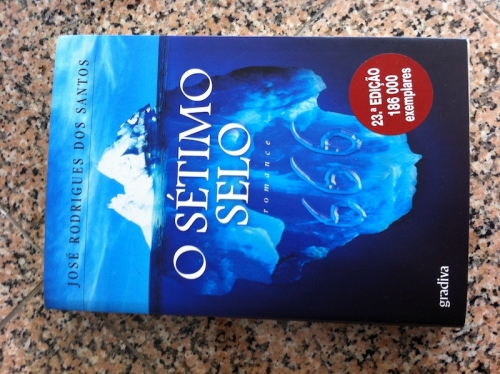 JOSÉ RODRIGUES DOS SANTOS
O SÉTIMO
SELO
romance
666
23.ª EDIÇÃO
186 000
exemplares
gradiva